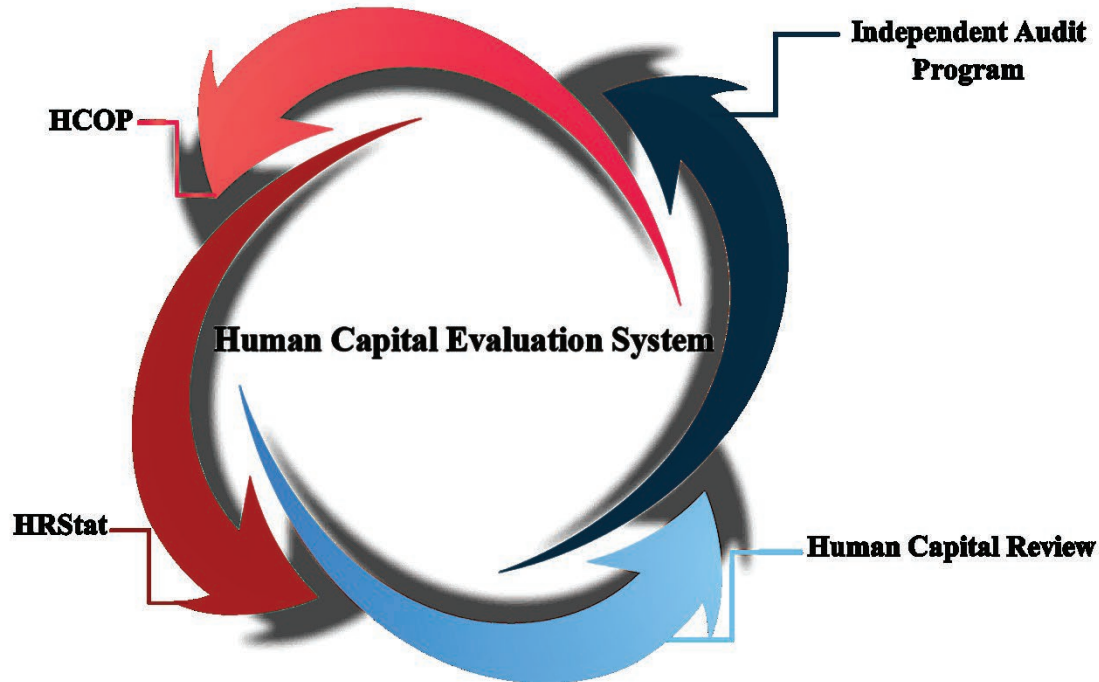 Independent Audit
Program
HCOP
Human Capital Evaluation System
HRStat
Human Capital Review